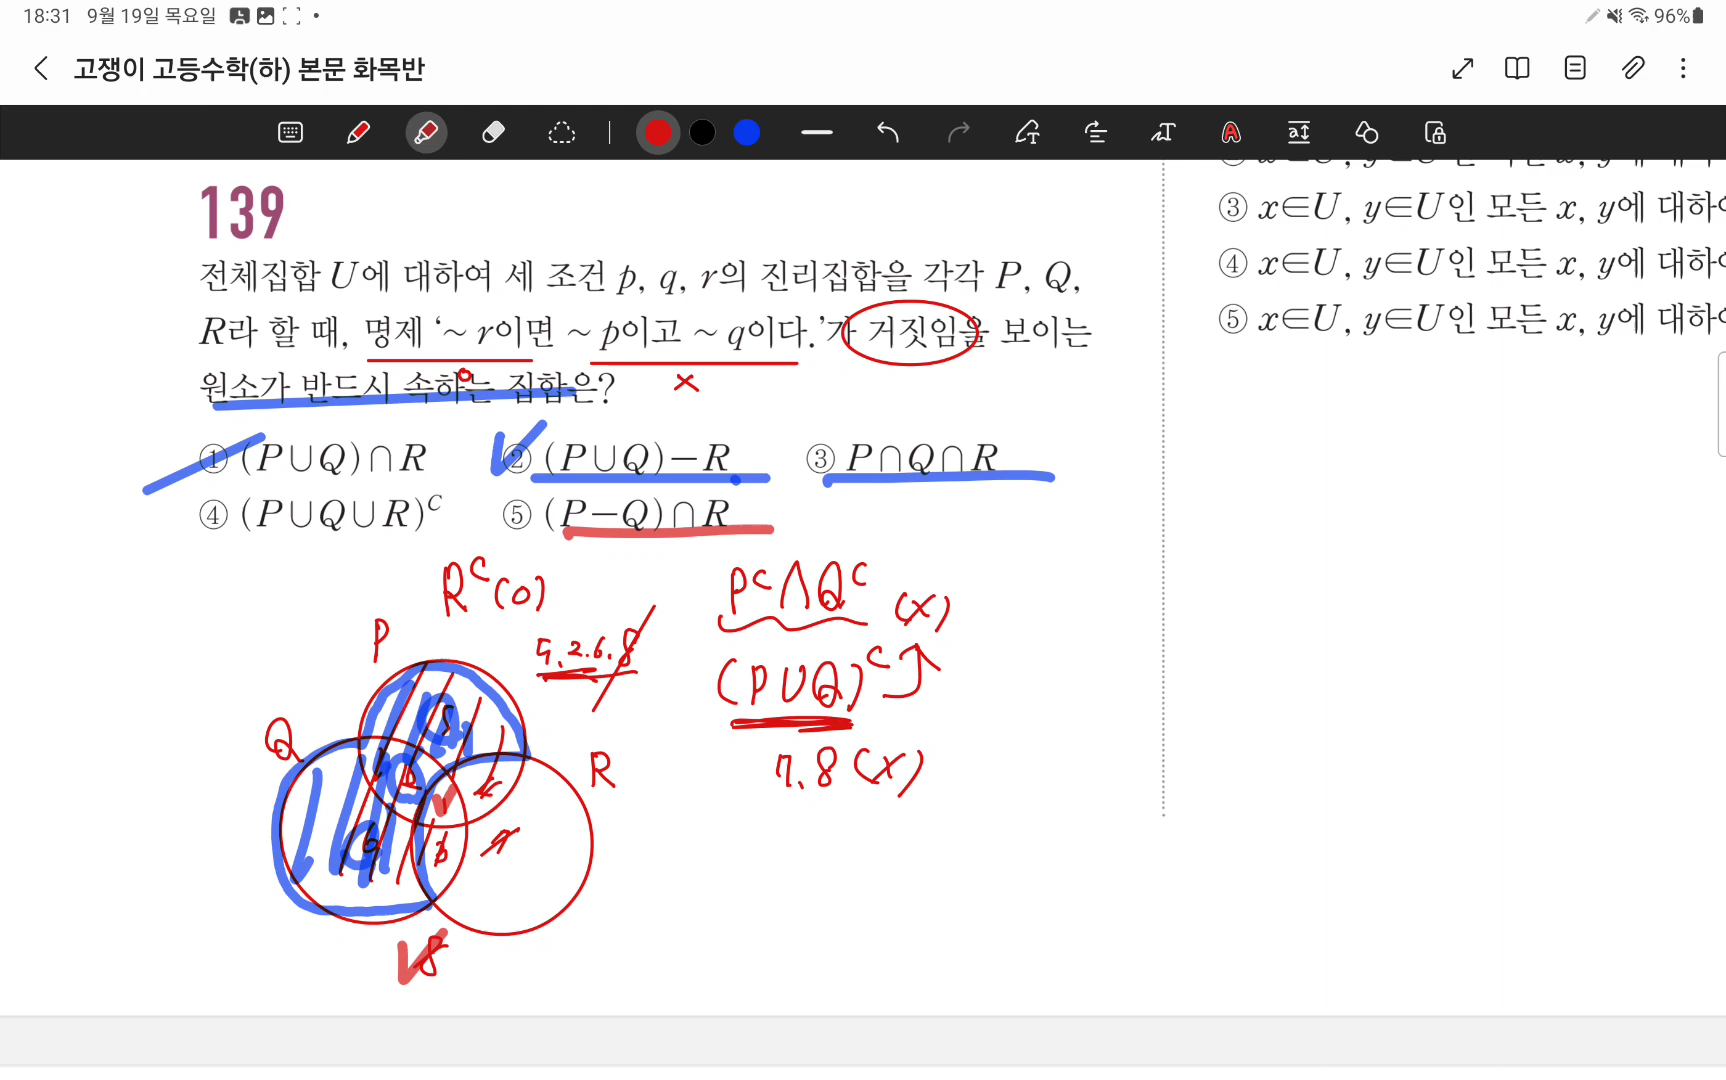 18:31 9월 19일 목요일
96%
고쟁이 고등수학(하) 본문 화목반
139
전체집합 U에 대하여 세 조건 p, q, r의 진리집합을 각각 P, Q,
R라 할 때, 명제 ‘~r이면 ~p이고 ~q이다.’가 거짓임을 보이는
원소가 반드시 속하는 집합은?
① (P∪Q)∩R ② (P∪Q)−R ③ P∩Q∩R
④ (P∪Q∪R)^C ⑤ (P−Q)∩R
R^C (O)
P^C ∩ Q^C (X)
(P∪Q)^C
7, 8 (X)
P
Q
R
8
③ x∈U, y∈U인 모든 x, y에 대하여
④ x∈U, y∈U인 모든 x, y에 대하여
⑤ x∈U, y∈U인 모든 x, y에 대하여